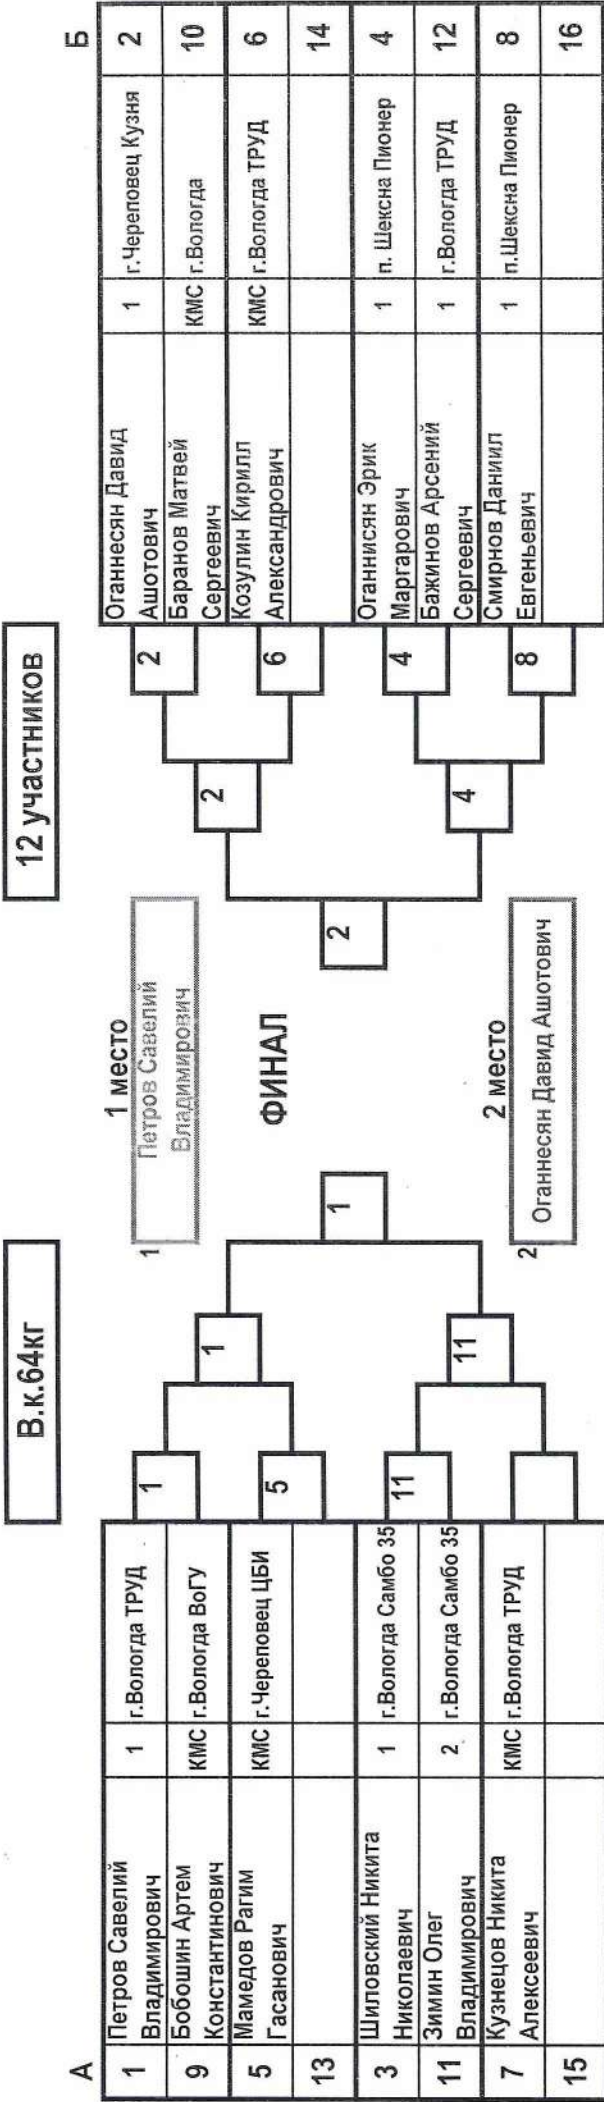 В.к.64кг
12 участников
А
1 Петров Савелий Владимирович 1 г.Вологда ТРУД
9 Бобошин Артем Константинович КМС г.Вологда ВоГУ
5 Мамедов Рагим Гасанович КМС г.Череповец ЦБИ
13
3 Шиловский Никита Николаевич 1 г.Вологда Самбо 35
11 Зимин Олег Владимирович 2 г.Вологда Самбо 35
7 Кузнецов Никита Алексеевич КМС г.Вологда ТРУД
15
1
5
11
1
11
1
1 место
1 Петров Савелий
Владимирович
ФИНАЛ
2 место
2 Оганнесян Давид Ашотович
2
2
4
2
6
4
8
Б
Оганнесян Давид Ашотович 1 г.Череповец Кузня 2
Баранов Матвей Сергеевич КМС г.Вологда 10
Козулин Кирилл Александрович КМС г.Вологда ТРУД 6
14
Оганнисян Эрик Маргарович 1 п. Шексна Пионер 4
Бажинов Арсений Сергеевич 1 г.Вологда ТРУД 12
Смирнов Даниил Евгеньевич 1 п.Шексна Пионер 8
16